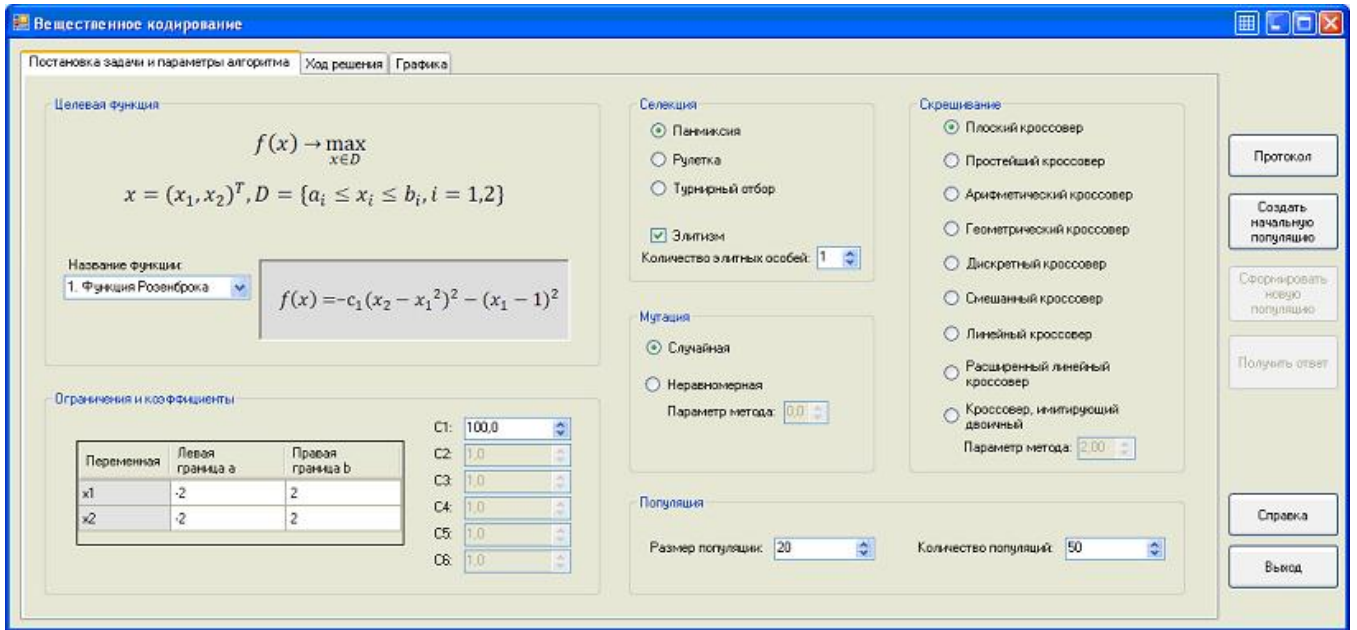 Вещественное кодирование
Постановка задачи и параметры алгоритма
Ход решения
Графика
Целевая функция
f(x) → max
x∈D
x = (x₁, x₂)ᵀ, D = {aᵢ ≤ xᵢ ≤ bᵢ, i = 1,2}
Название функции:
1. Функция Розенброка
f(x) =-c₁(x₂ − x₁²)² − (x₁ − 1)²
Ограничения и коэффициенты
Переменная
Левая
граница a
Правая
граница b
x1
-2
2
x2
-2
2
C1: 100,0
C2: 1,0
C3: 1,0
C4: 1,0
C5: 1,0
C6: 1,0
Селекция
Панмиксия
Рулетка
Турнирный отбор
Элитизм
Количество элитных особей: 1
Мутация
Случайная
Неравномерная
Параметр метода: 0,0
Скрещивание
Плоский кроссовер
Простейший кроссовер
Арифметический кроссовер
Геометрический кроссовер
Дискретный кроссовер
Смешанный кроссовер
Линейный кроссовер
Расширенный линейный
кроссовер
Кроссовер, имитирующий
двоичный
Параметр метода: 2,00
Популяция
Размер популяции: 20
Количество популяций: 50
Протокол
Создать
начальную
популяцию
Сформировать
новую
популяцию
Получить ответ
Справка
Выход